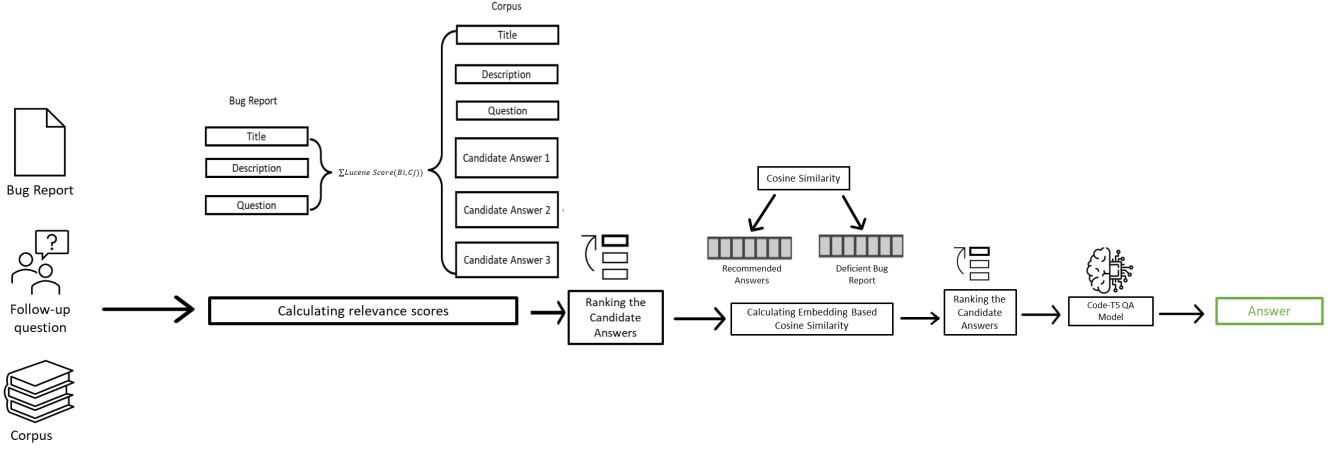 Corpus
Title
Description
Question
Candidate Answer 1
Candidate Answer 2
Candidate Answer 3
Bug Report
Title
Description
Question
∑Lucene Score(Bi,Cj))
Bug Report
?
Follow-up
question
Corpus
Calculating relevance scores
Ranking the
Candidate
Answers
Cosine Similarity
Recommended
Answers
Deficient Bug
Report
Calculating Embedding Based
Cosine Similarity
Ranking the
Candidate
Answers
Code-T5 QA
Model
Answer